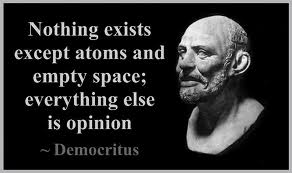 Nothing exists
except atoms and
empty space;
everything else
is opinion
~ Democritus